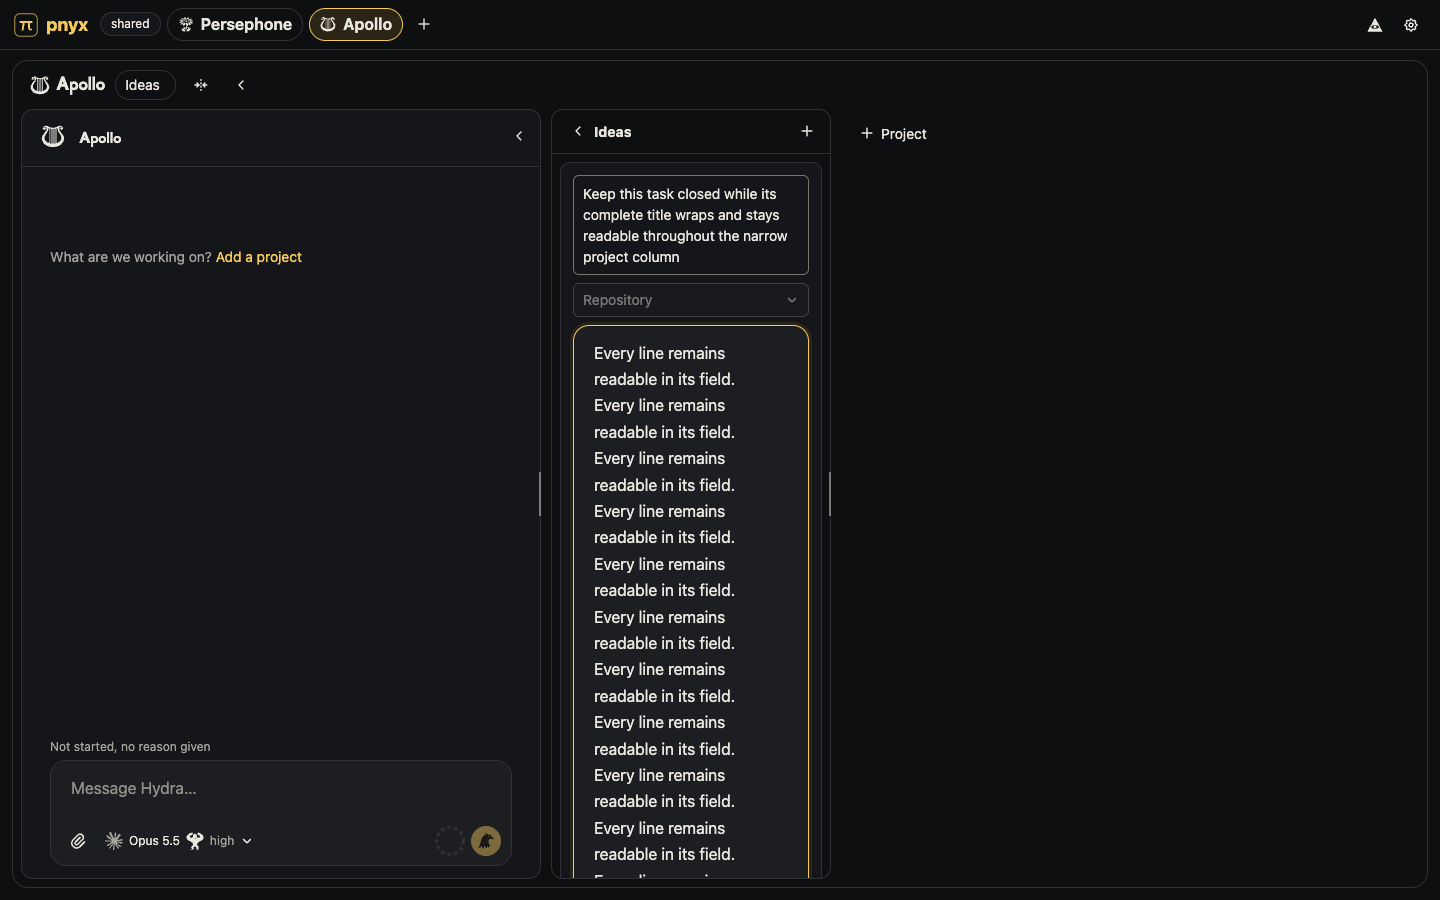 π pnyx shared Persephone Apollo
Apollo Ideas
Apollo
What are we working on? Add a project
Not started, no reason given
Message Hydra...
Opus 5.5 high
Ideas
Keep this task closed while its
complete title wraps and stays
readable throughout the narrow
project column
Repository
Every line remains
readable in its field.
Every line remains
readable in its field.
Every line remains
readable in its field.
Every line remains
readable in its field.
Every line remains
readable in its field.
Every line remains
readable in its field.
Every line remains
readable in its field.
Every line remains
readable in its field.
Every line remains
readable in its field.
Every line remains
readable in its field.
Project